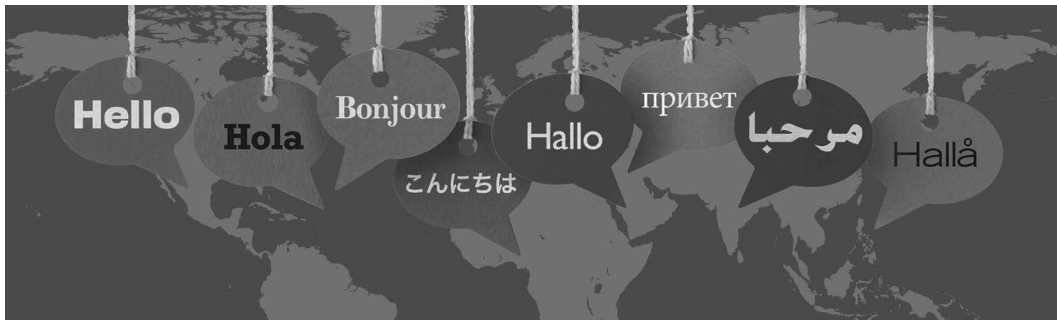 Hello
Hola
Bonjour
こんにちは
Hallo
привет
مرحبا
Hallå